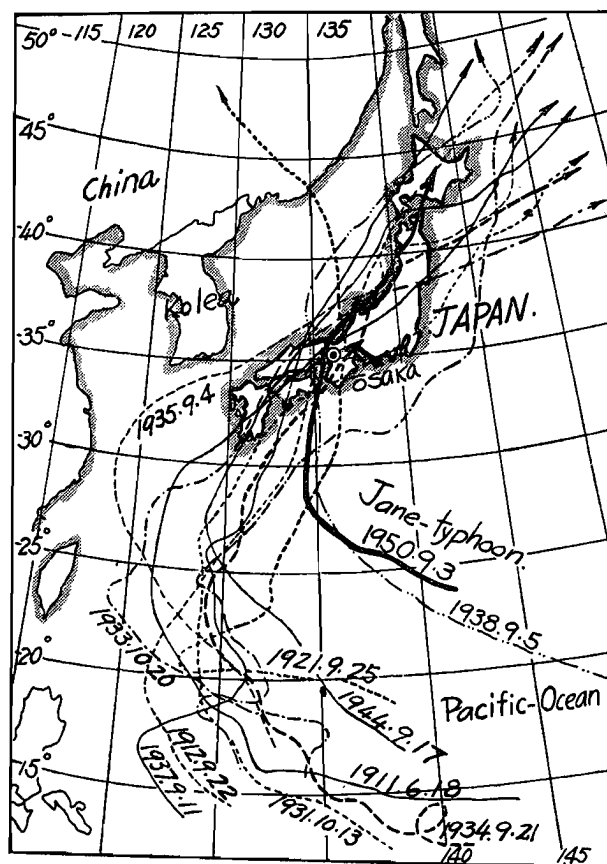 50° -115 120 125 130 135
-45°
China
-40°
Kolea
-35°
JAPAN.
osaka
1935.9.4
-30°
Jane-typhoon.
1950.9.3
-25°
1938.9.5
1933.10.20
-20°
1921.9.25
1944.9.17
Pacific-Ocean
1912.9.22
1937.9.11
-15°
1911.6.18
1931.10.13
1934.9.21
140 145